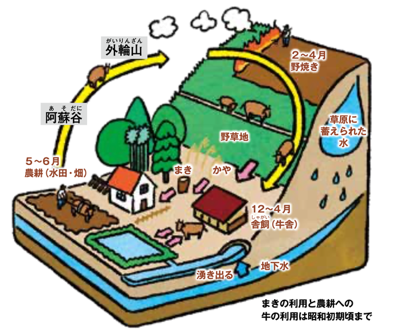 がいりんざん
外輪山
あそだに
阿蘇谷
2～4月
野焼き
草原に
蓄えられた
水
野草地
5～6月
農耕（水田・畑）
まき
かや
12～4月
しゃがい
舎飼（牛舎）
湧き出る
地下水
まきの利用と農耕への
牛の利用は昭和初期頃まで